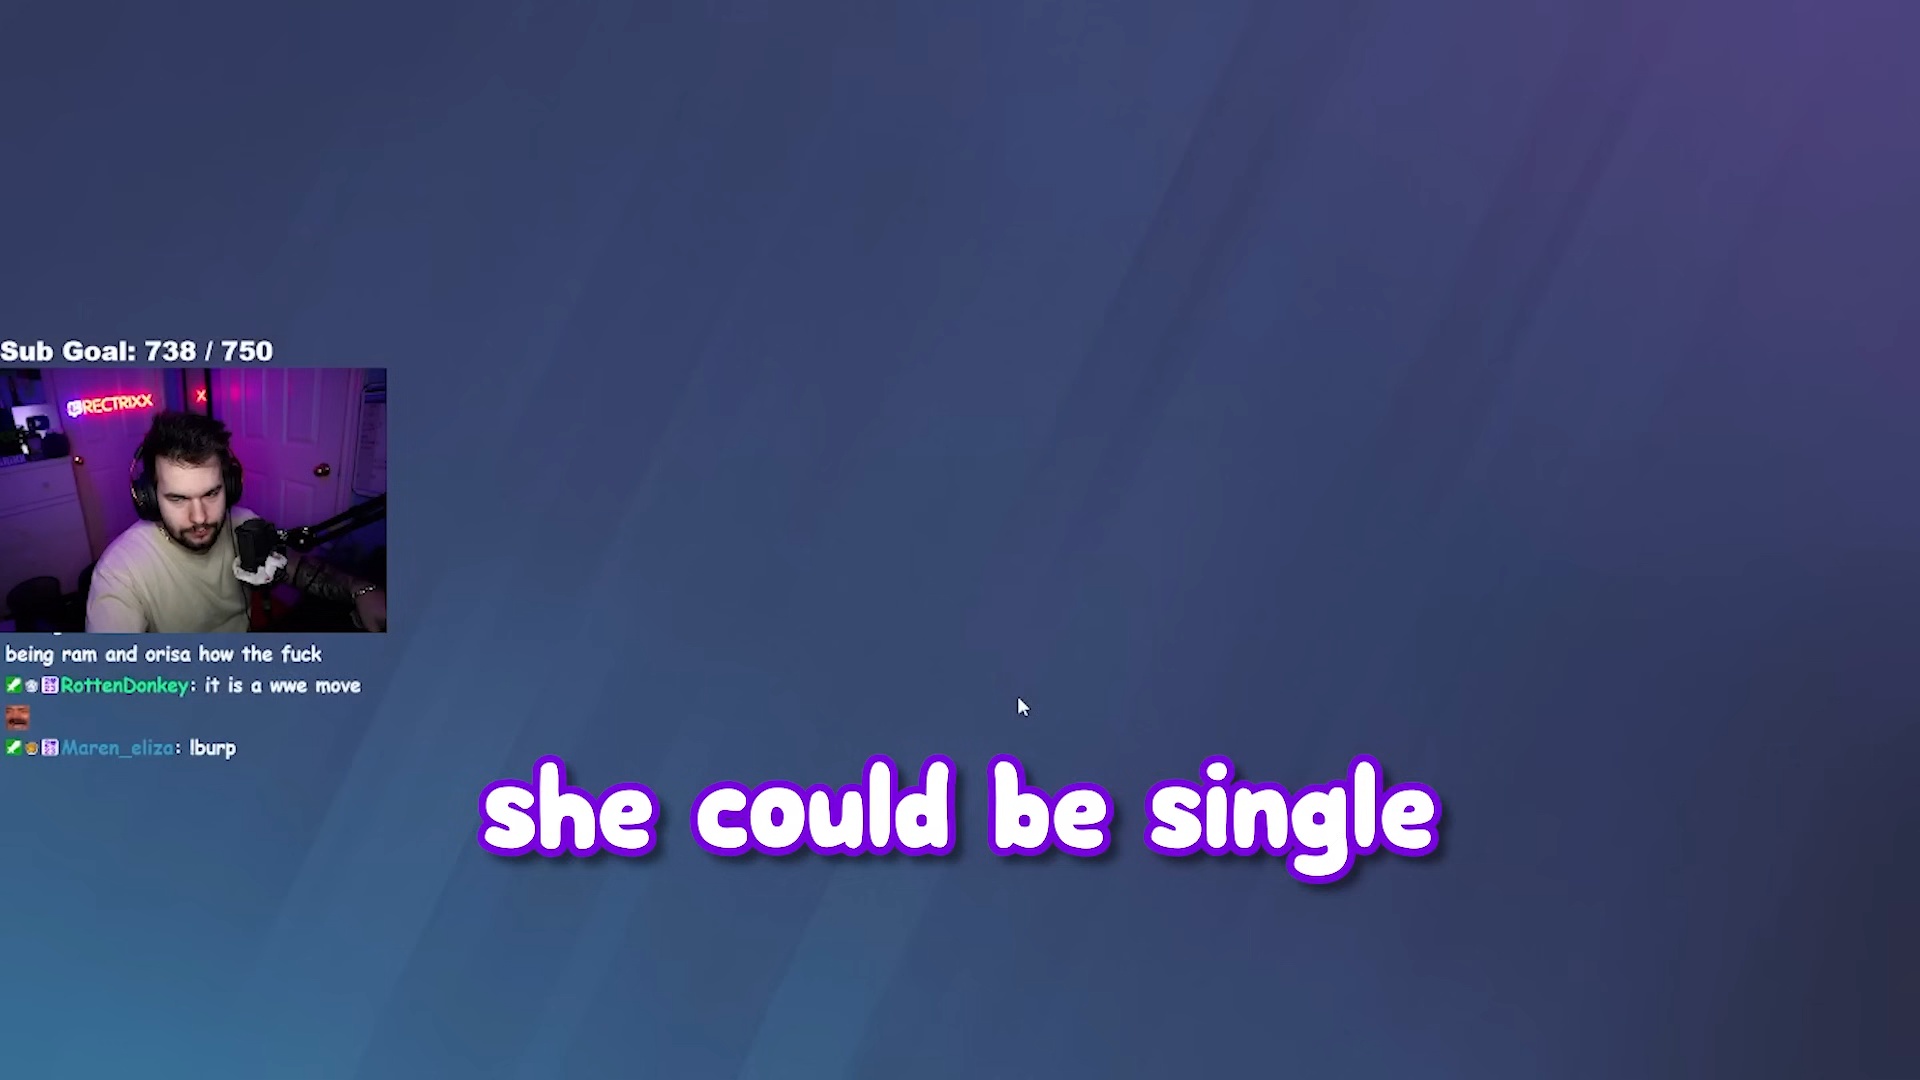 Sub Goal: 738 / 750
RECTRIXX
X
being ram and orisa how the fuck
RottenDonkey: it is a wwe move
Maren_eliza: !burp
she could be single